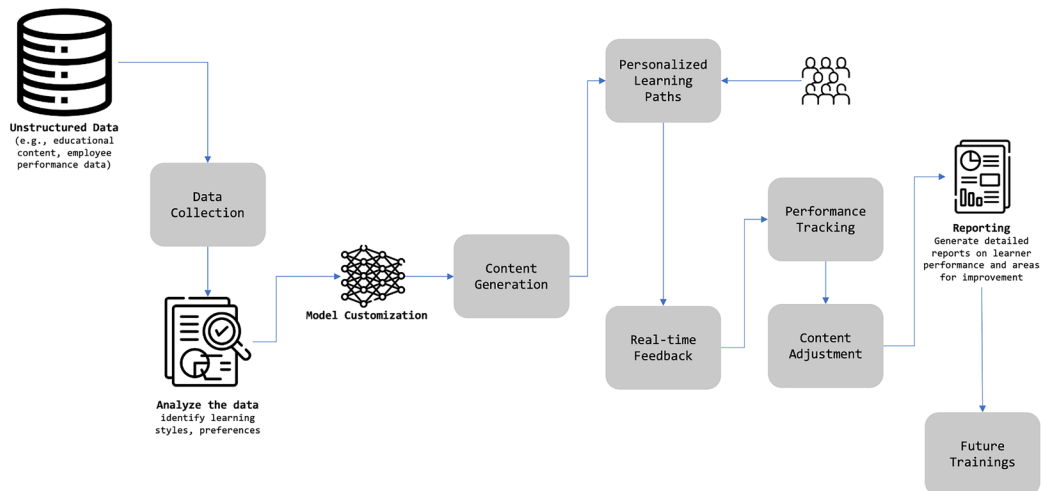 Unstructured Data
(e.g., educational
content, employee
performance data)
Data
Collection
Analyze the data
identify learning
styles, preferences
Model Customization
Content
Generation
Personalized
Learning
Paths
Real-time
Feedback
Performance
Tracking
Content
Adjustment
Reporting
Generate detailed
reports on learner
performance and areas
for improvement
Future
Trainings